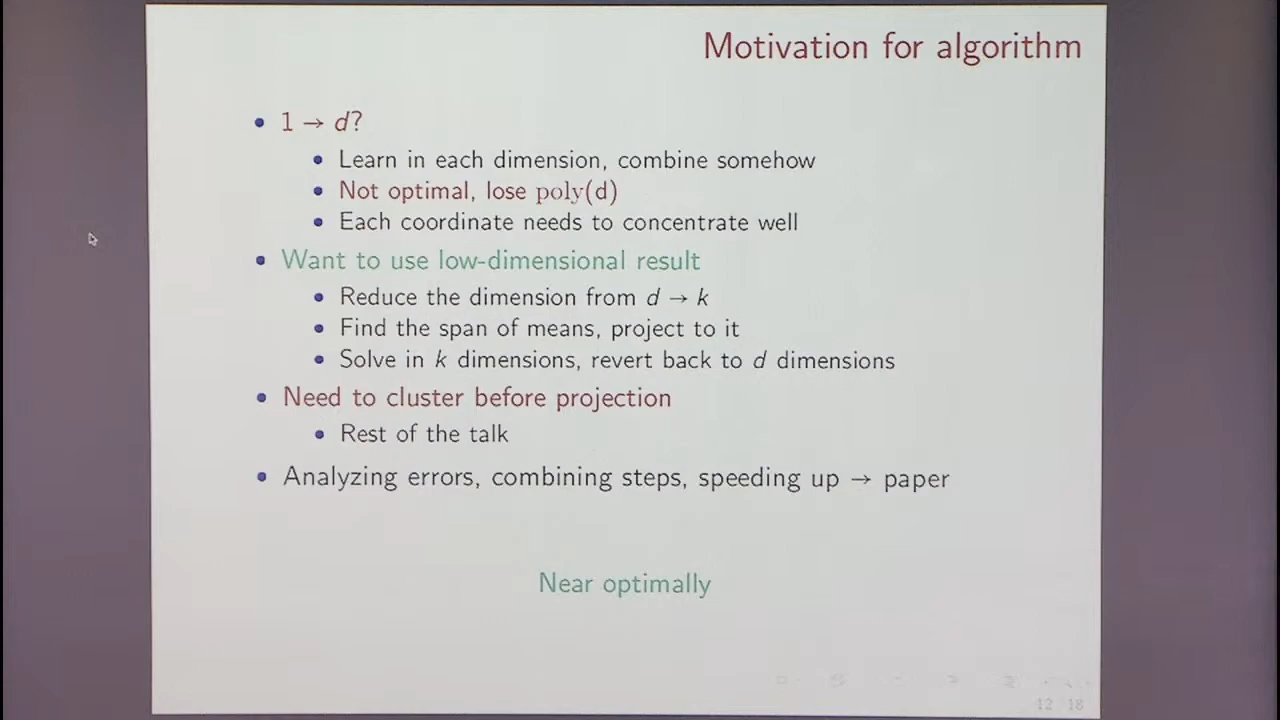 Motivation for algorithm
1 → d?
Learn in each dimension, combine somehow
Not optimal, lose poly(d)
Each coordinate needs to concentrate well
Want to use low-dimensional result
Reduce the dimension from d → k
Find the span of means, project to it
Solve in k dimensions, revert back to d dimensions
Need to cluster before projection
Rest of the talk
Analyzing errors, combining steps, speeding up → paper
Near optimally
12 18